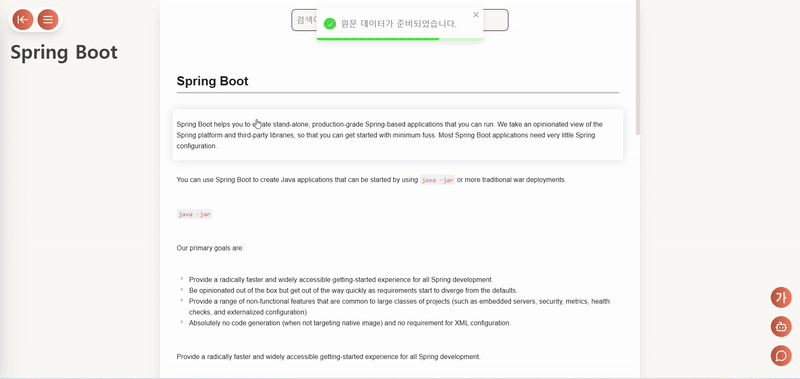 검색
원문 데이터가 준비되었습니다.
Spring Boot
Spring Boot
Spring Boot helps you to create stand-alone, production-grade Spring-based applications that you can run. We take an opinionated view of the
Spring platform and third-party libraries, so that you can get started with minimum fuss. Most Spring Boot applications need very little Spring
configuration.
You can use Spring Boot to create Java applications that can be started by using java -jar or more traditional war deployments.
java -jar
Our primary goals are:
Provide a radically faster and widely accessible getting-started experience for all Spring development.
Be opinionated out of the box but get out of the way quickly as requirements start to diverge from the defaults.
Provide a range of non-functional features that are common to large classes of projects (such as embedded servers, security, metrics, health
checks, and externalized configuration).
Absolutely no code generation (when not targeting native image) and no requirement for XML configuration.
Provide a radically faster and widely accessible getting-started experience for all Spring development.
가